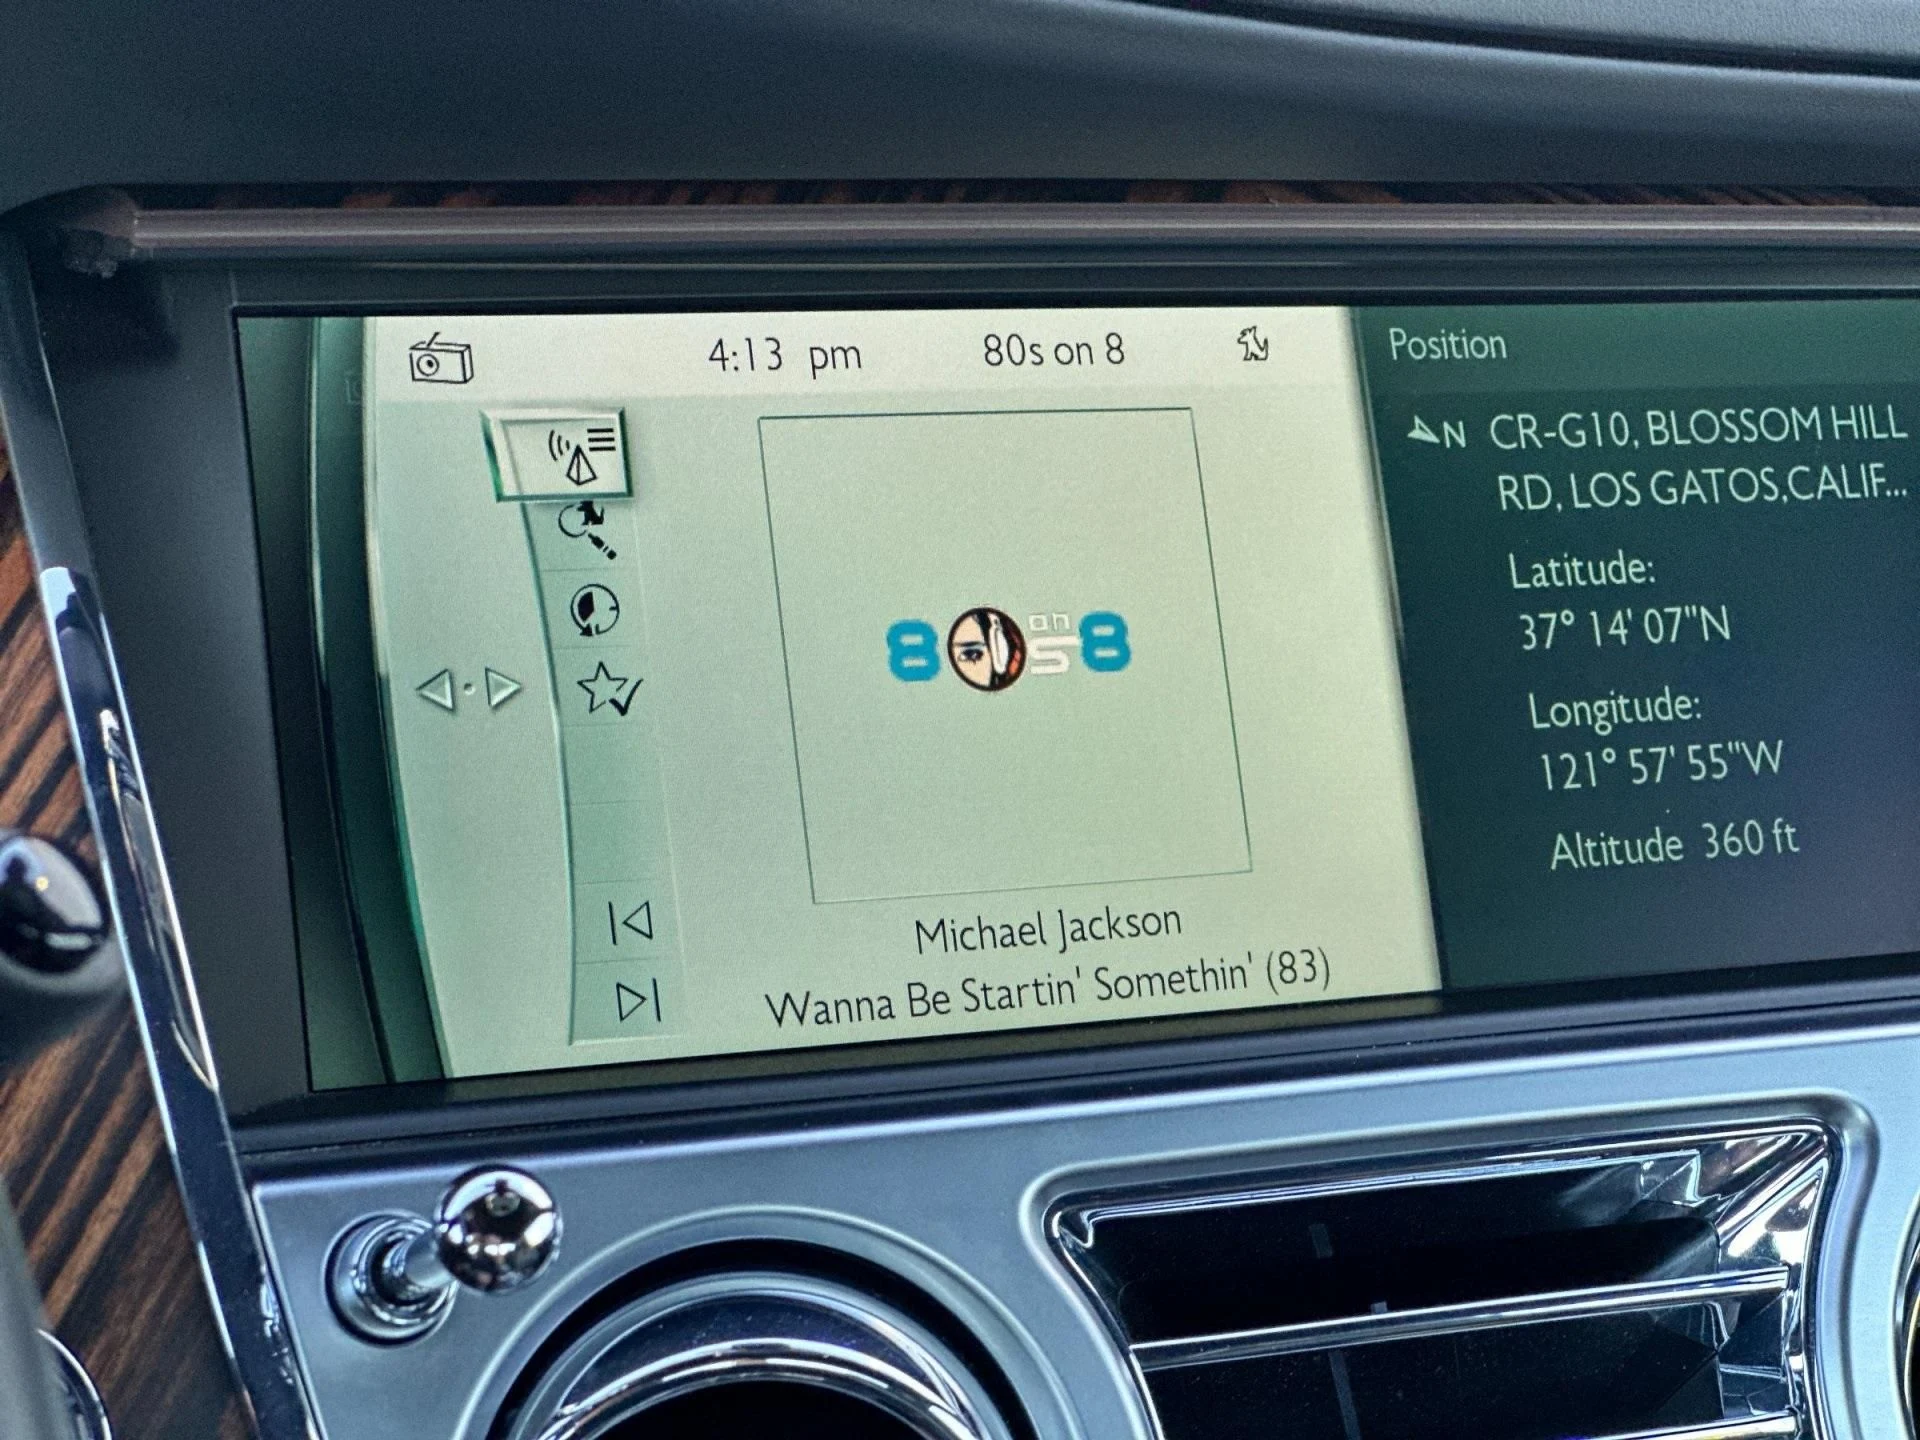 4:13 pm
80s on 8
80s on 8
Michael Jackson
Wanna Be Startin' Somethin' (83)
Position
N CR-G10, BLOSSOM HILL
RD, LOS GATOS,CALIF...
Latitude:
37° 14' 07"N
Longitude:
121° 57' 55"W
Altitude 360 ft